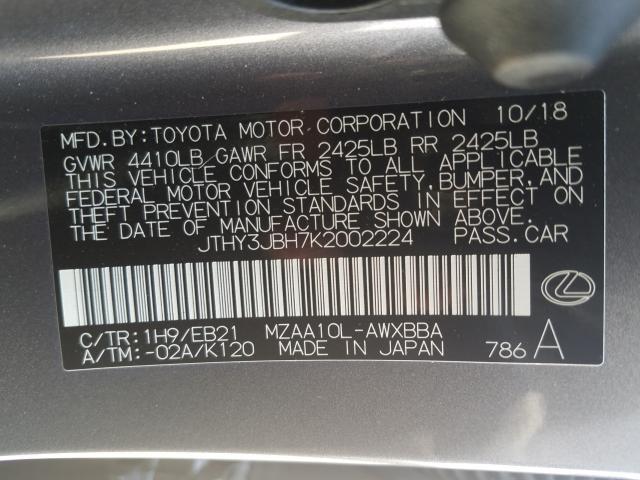 MFD.BY:TOYOTA MOTOR CORPORATION 10/18
GVWR 4410LB GAWR FR 2425LB RR 2425LB
THIS VEHICLE CONFORMS TO ALL APPLICABLE
FEDERAL MOTOR VEHICLE SAFETY,BUMPER,AND
THEFT PREVENTION STANDARDS IN EFFECT ON
THE DATE OF MANUFACTURE SHOWN ABOVE.
JTHY3JBH7K2002224 PASS.CAR
C/TR:1H9/EB21 MZAA10L-AWXBBA
A/TM:-02A/K120 MADE IN JAPAN 786 A